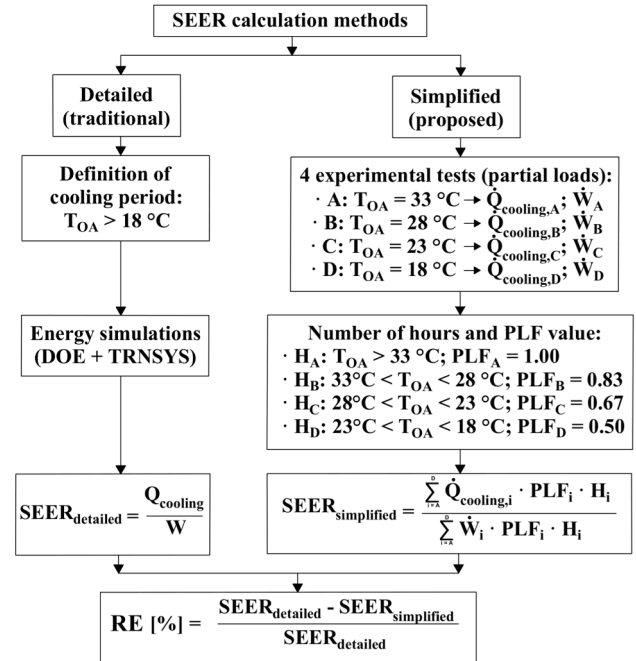 SEER calculation methods
Detailed
(traditional)
Simplified
(proposed)
Definition of
cooling period:
T_OA > 18 °C
4 experimental tests (partial loads):
· A: T_OA = 33 °C → Q̇_cooling,A; Ẇ_A
· B: T_OA = 28 °C → Q̇_cooling,B; Ẇ_B
· C: T_OA = 23 °C → Q̇_cooling,C; Ẇ_C
· D: T_OA = 18 °C → Q̇_cooling,D; Ẇ_D
Energy simulations
(DOE + TRNSYS)
Number of hours and PLF value:
· H_A: T_OA > 33 °C; PLF_A = 1.00
· H_B: 33°C < T_OA < 28 °C; PLF_B = 0.83
· H_C: 28°C < T_OA < 23 °C; PLF_C = 0.67
· H_D: 23°C < T_OA < 18 °C; PLF_D = 0.50
SEER_detailed = Q_cooling / W
SEER_simplified = ∑_{i=A}^{D} Q̇_cooling,i · PLF_i · H_i / ∑_{i=A}^{D} Ẇ_i · PLF_i · H_i
RE [%] = SEER_detailed - SEER_simplified / SEER_detailed